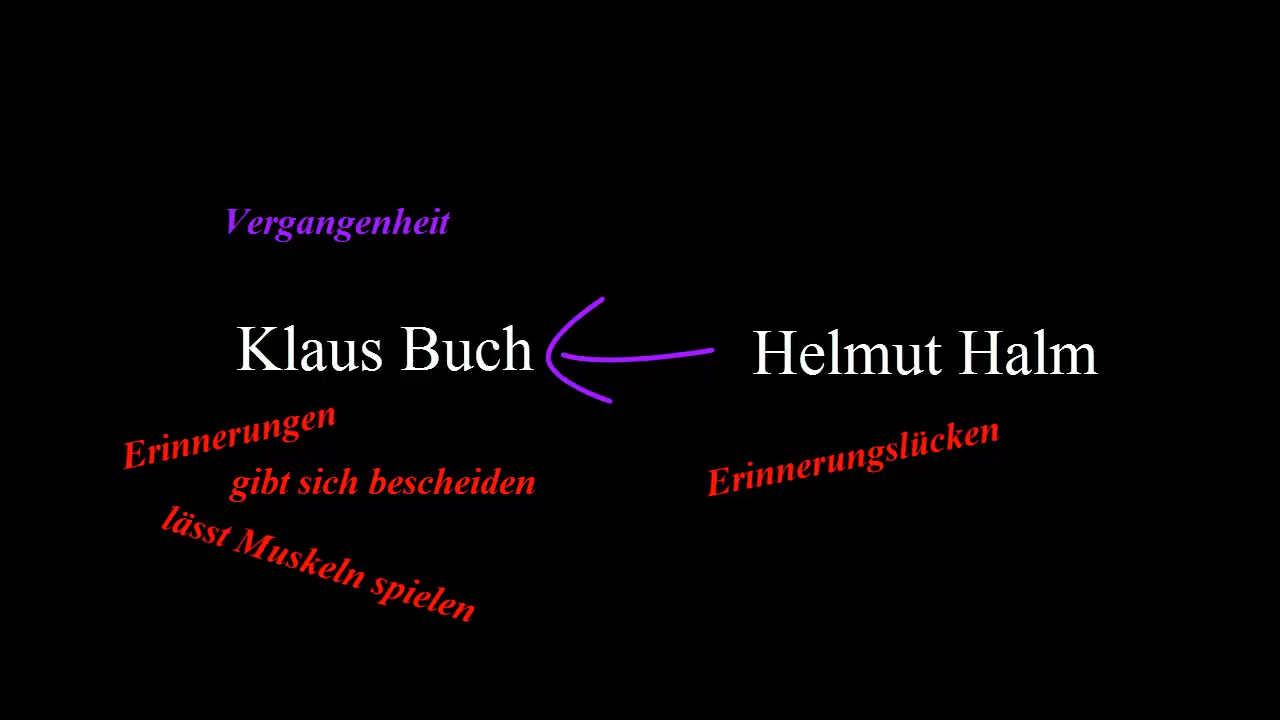 Vergangenheit
Klaus Buch
Helmut Halm
Erinnerungen
gibt sich bescheiden
lässt Muskeln spielen
Erinnerungslücken